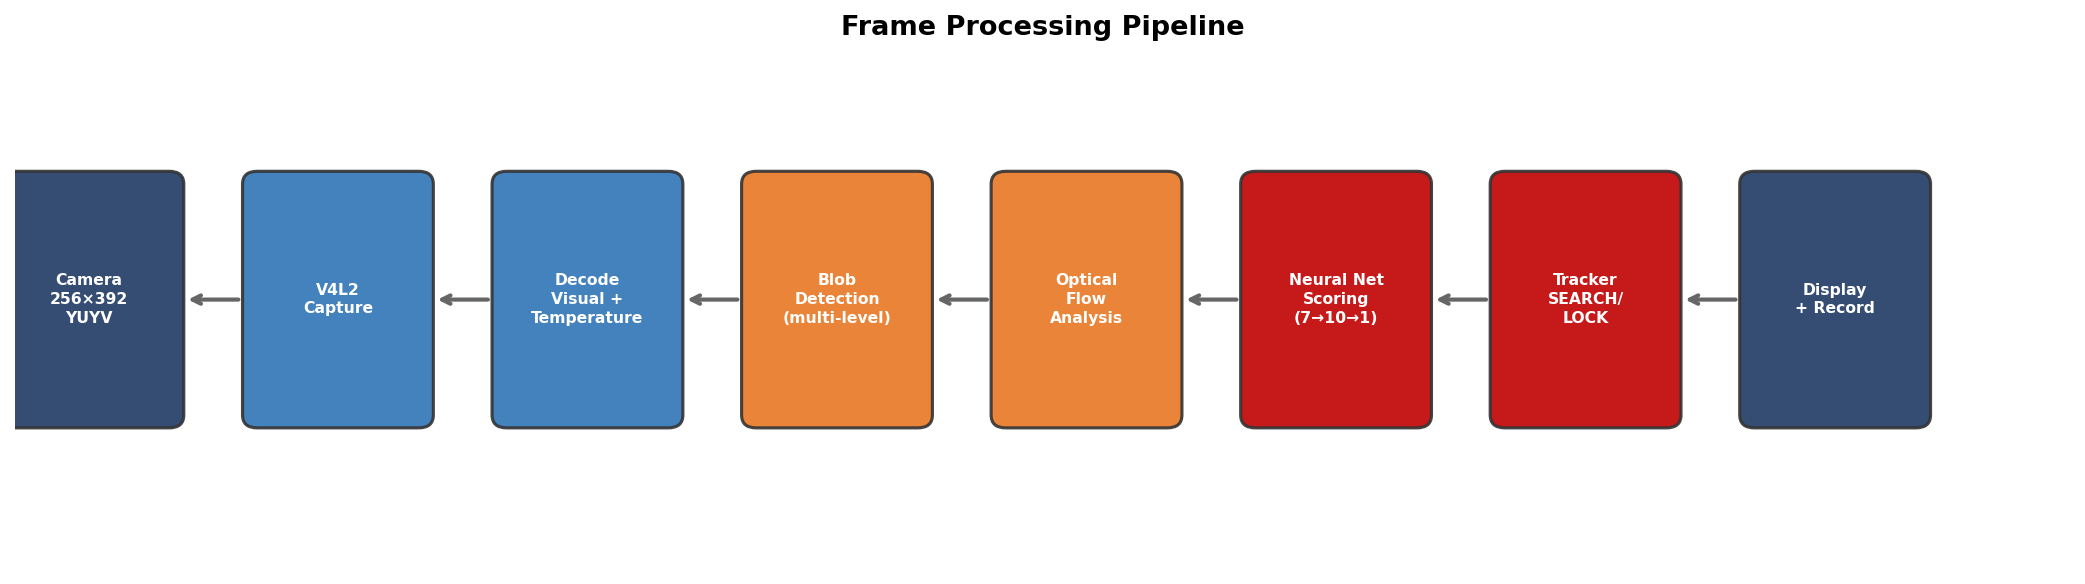 Frame Processing Pipeline
Camera
256×392
YUYV
V4L2
Capture
Decode
Visual +
Temperature
Blob
Detection
(multi-level)
Optical
Flow
Analysis
Neural Net
Scoring
(7→10→1)
Tracker
SEARCH/
LOCK
Display
+ Record